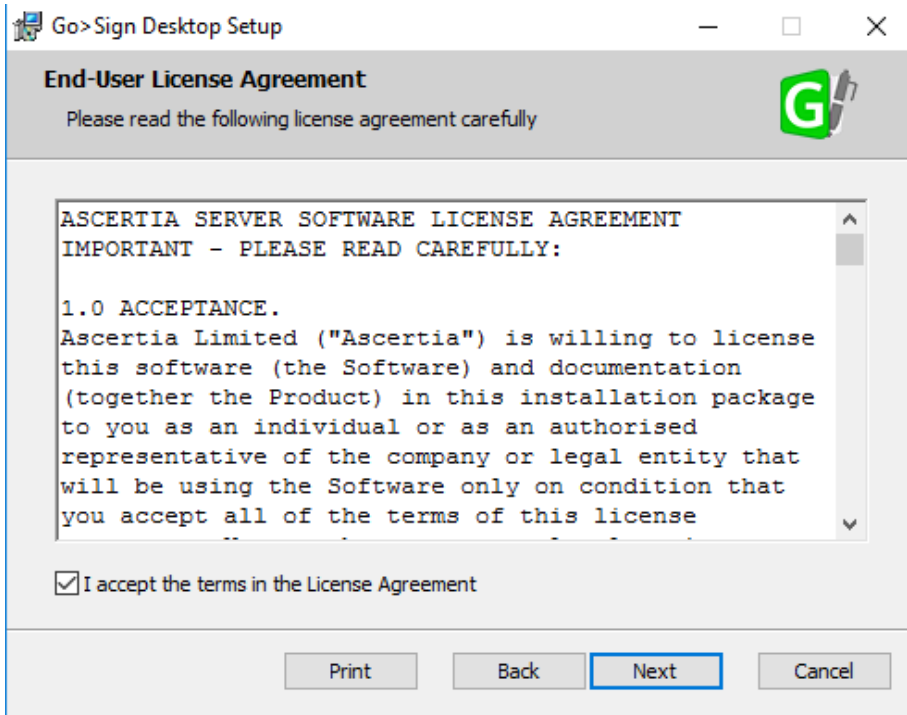 Go>Sign Desktop Setup
End-User License Agreement
Please read the following license agreement carefully
G
ASCERTIA SERVER SOFTWARE LICENSE AGREEMENT
IMPORTANT - PLEASE READ CAREFULLY:
1.0 ACCEPTANCE.
Ascertia Limited ("Ascertia") is willing to license
this software (the Software) and documentation
(together the Product) in this installation package
to you as an individual or as an authorised
representative of the company or legal entity that
will be using the Software only on condition that
you accept all of the terms of this license
I accept the terms in the License Agreement
Print Back Next Cancel